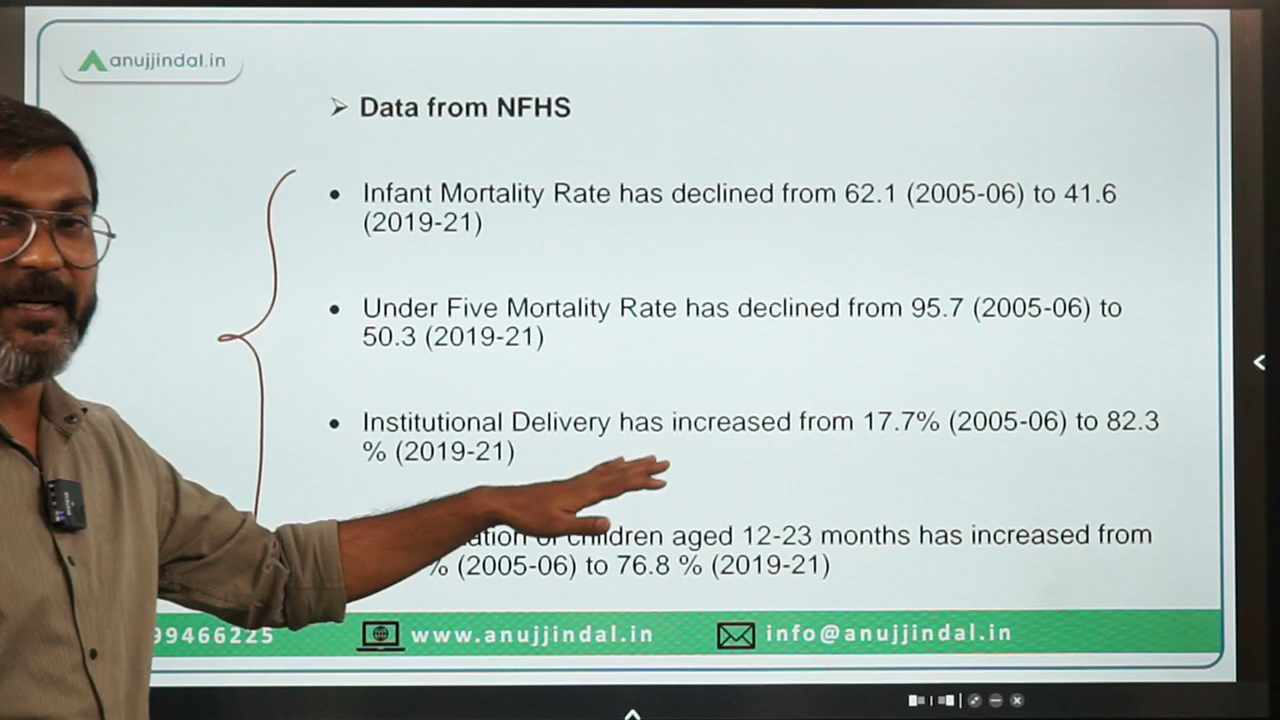 anujjindal.in
Data from NFHS
Infant Mortality Rate has declined from 62.1 (2005-06) to 41.6
(2019-21)
Under Five Mortality Rate has declined from 95.7 (2005-06) to
50.3 (2019-21)
Institutional Delivery has increased from 17.7% (2005-06) to 82.3
% (2019-21)
children aged 12-23 months has increased from
% (2005-06) to 76.8 % (2019-21)
99466225
www.anujjindal.in
info@anujjindal.in